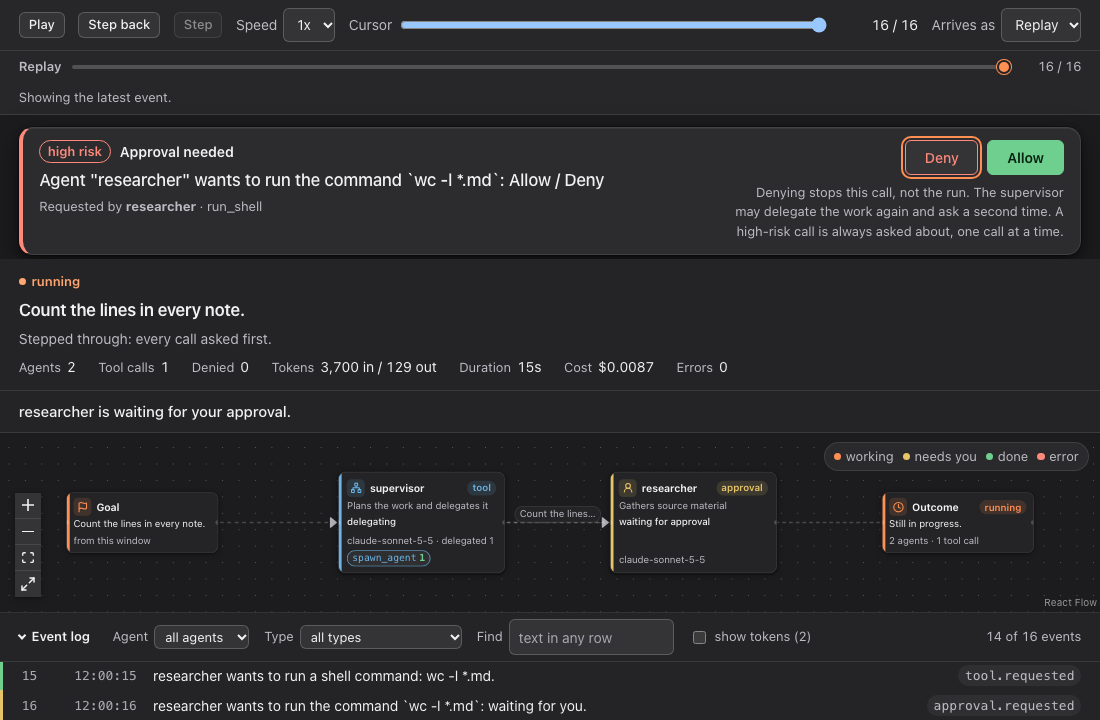 Play Step back Step Speed 1x Cursor 16 / 16 Arrives as Replay
Replay 16 / 16
Showing the latest event.
high risk Approval needed
Agent "researcher" wants to run the command `wc -l *.md`: Allow / Deny
Requested by researcher · run_shell
Deny Allow
Denying stops this call, not the run. The supervisor
may delegate the work again and ask a second time. A
high-risk call is always asked about, one call at a time.
running
Count the lines in every note.
Stepped through: every call asked first.
Agents 2 Tool calls 1 Denied 0 Tokens 3,700 in / 129 out Duration 15s Cost $0.0087 Errors 0
researcher is waiting for your approval.
working needs you done error
Goal
Count the lines in every note.
from this window
supervisor tool
Plans the work and delegates it
delegating
claude-sonnet-5-5 · delegated 1
spawn_agent 1
Count the lines...
researcher approval
Gathers source material
waiting for approval
claude-sonnet-5-5
Outcome running
Still in progress.
2 agents · 1 tool call
React Flow
Event log Agent all agents Type all types Find text in any row show tokens (2) 14 of 16 events
15 12:00:15 researcher wants to run a shell command: wc -l *.md. tool.requested
16 12:00:16 researcher wants to run the command `wc -l *.md`: waiting for you. approval.requested